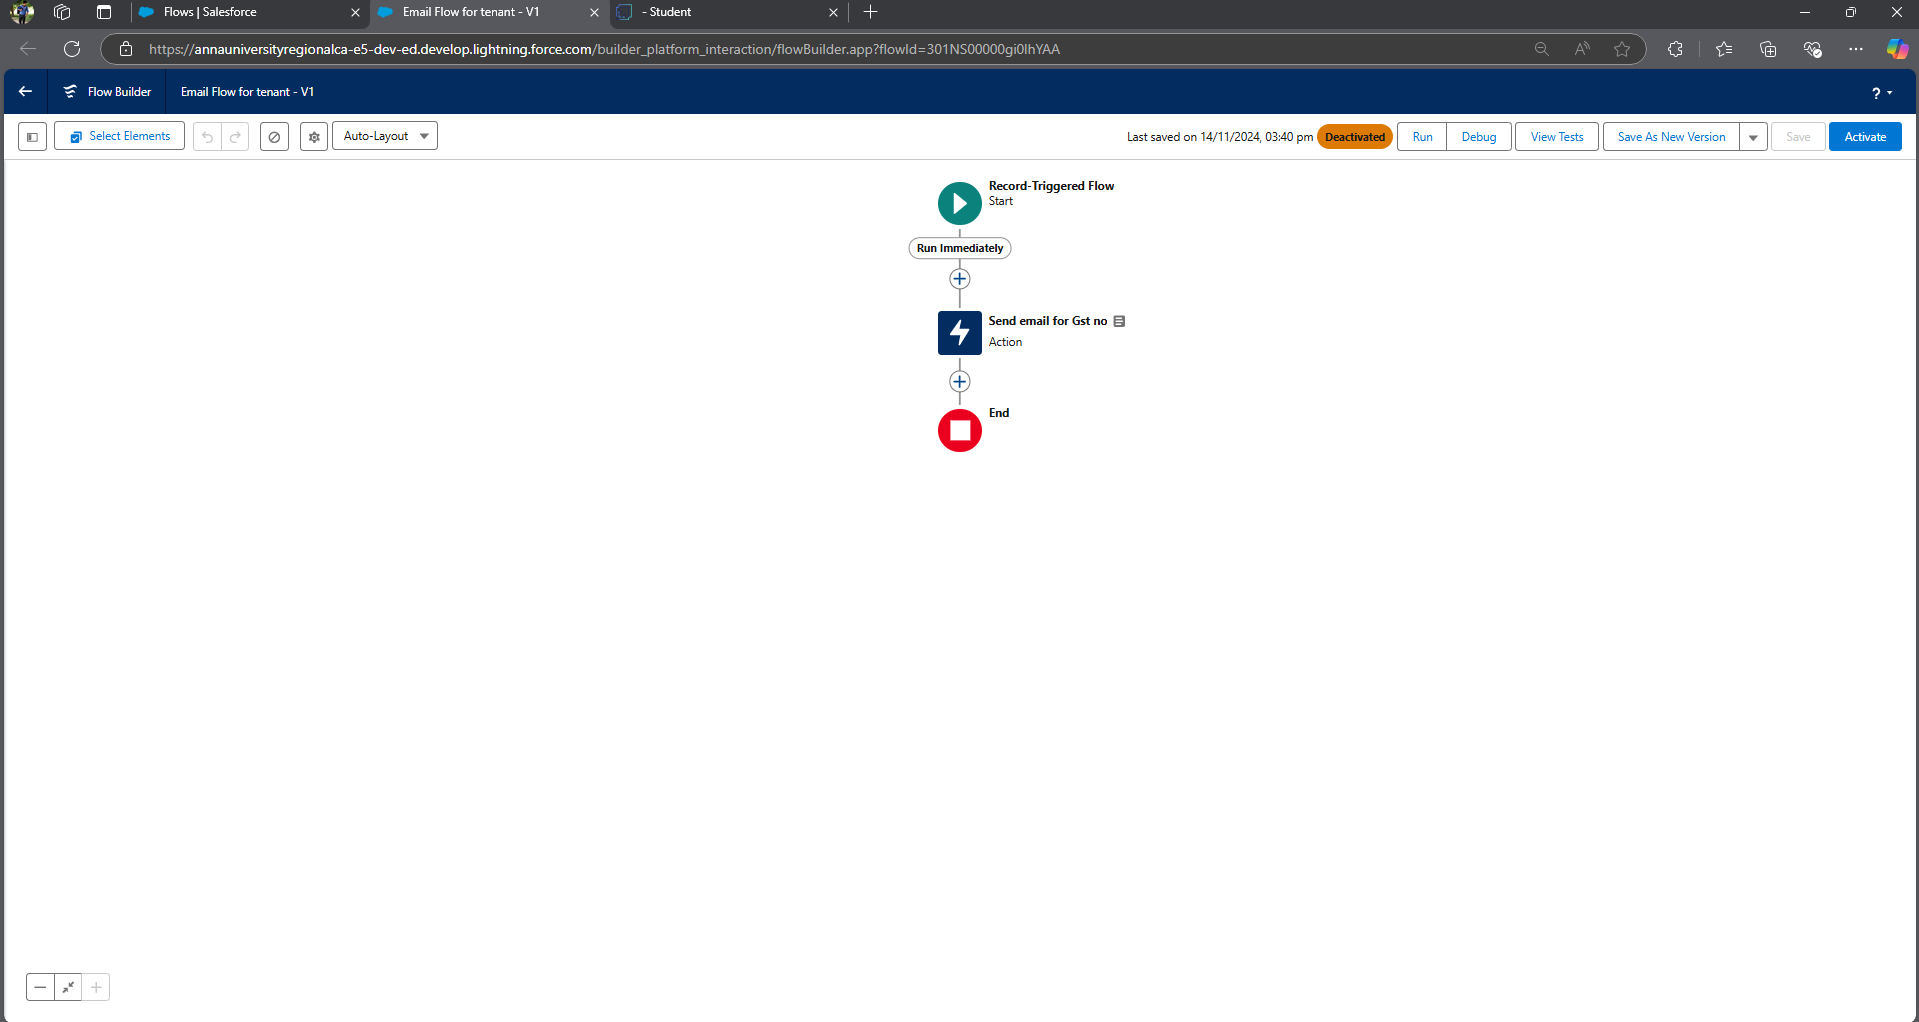 Flows | Salesforce
Email Flow for tenant - V1
- Student
https://annauniversityregionalca-e5-dev-ed.develop.lightning.force.com/builder_platform_interaction/flowBuilder.app?flowId=301NS00000gi0lhYAA
Flow Builder
Email Flow for tenant - V1
?
Select Elements
Auto-Layout
Last saved on 14/11/2024, 03:40 pm
Deactivated
Run
Debug
View Tests
Save As New Version
Save
Activate
Record-Triggered Flow
Start
Run Immediately
Send email for Gst no
Action
End